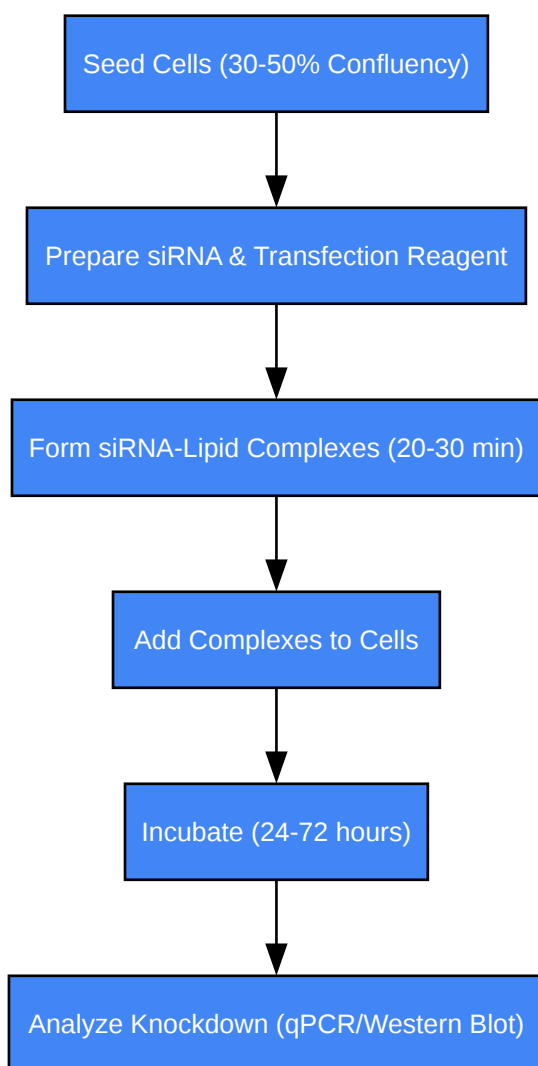 Seed Cells (30-50% Confluency)
Prepare siRNA & Transfection Reagent
Form siRNA-Lipid Complexes (20-30 min)
Add Complexes to Cells
Incubate (24-72 hours)
Analyze Knockdown (qPCR/Western Blot)